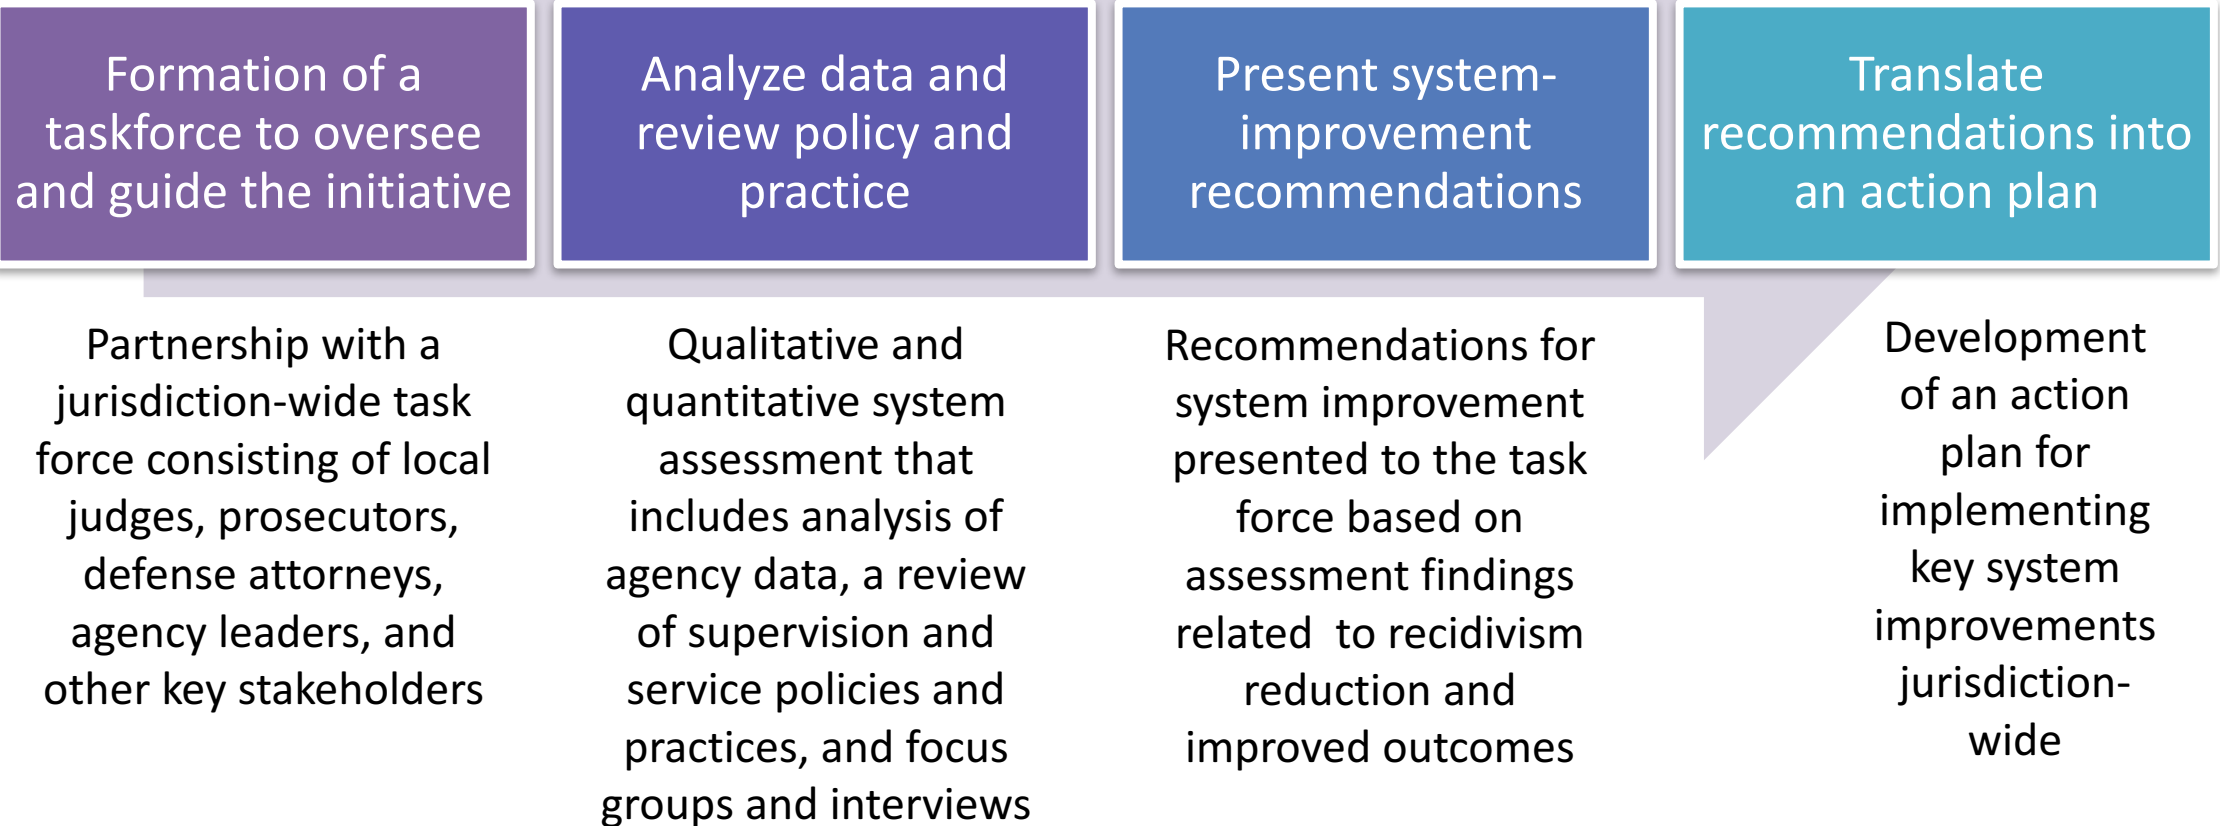 Formation of a
taskforce to oversee
and guide the initiative
Analyze data and
review policy and
practice
Present system-
improvement
recommendations
Translate
recommendations into
an action plan
Partnership with a
jurisdiction-wide task
force consisting of local
judges, prosecutors,
defense attorneys,
agency leaders, and
other key stakeholders
Qualitative and
quantitative system
assessment that
includes analysis of
agency data, a review
of supervision and
service policies and
practices, and focus
groups and interviews
Recommendations for
system improvement
presented to the task
force based on
assessment findings
related  to recidivism
reduction and
improved outcomes
Development
of an action
plan for
implementing
key system
improvements
jurisdiction-
wide